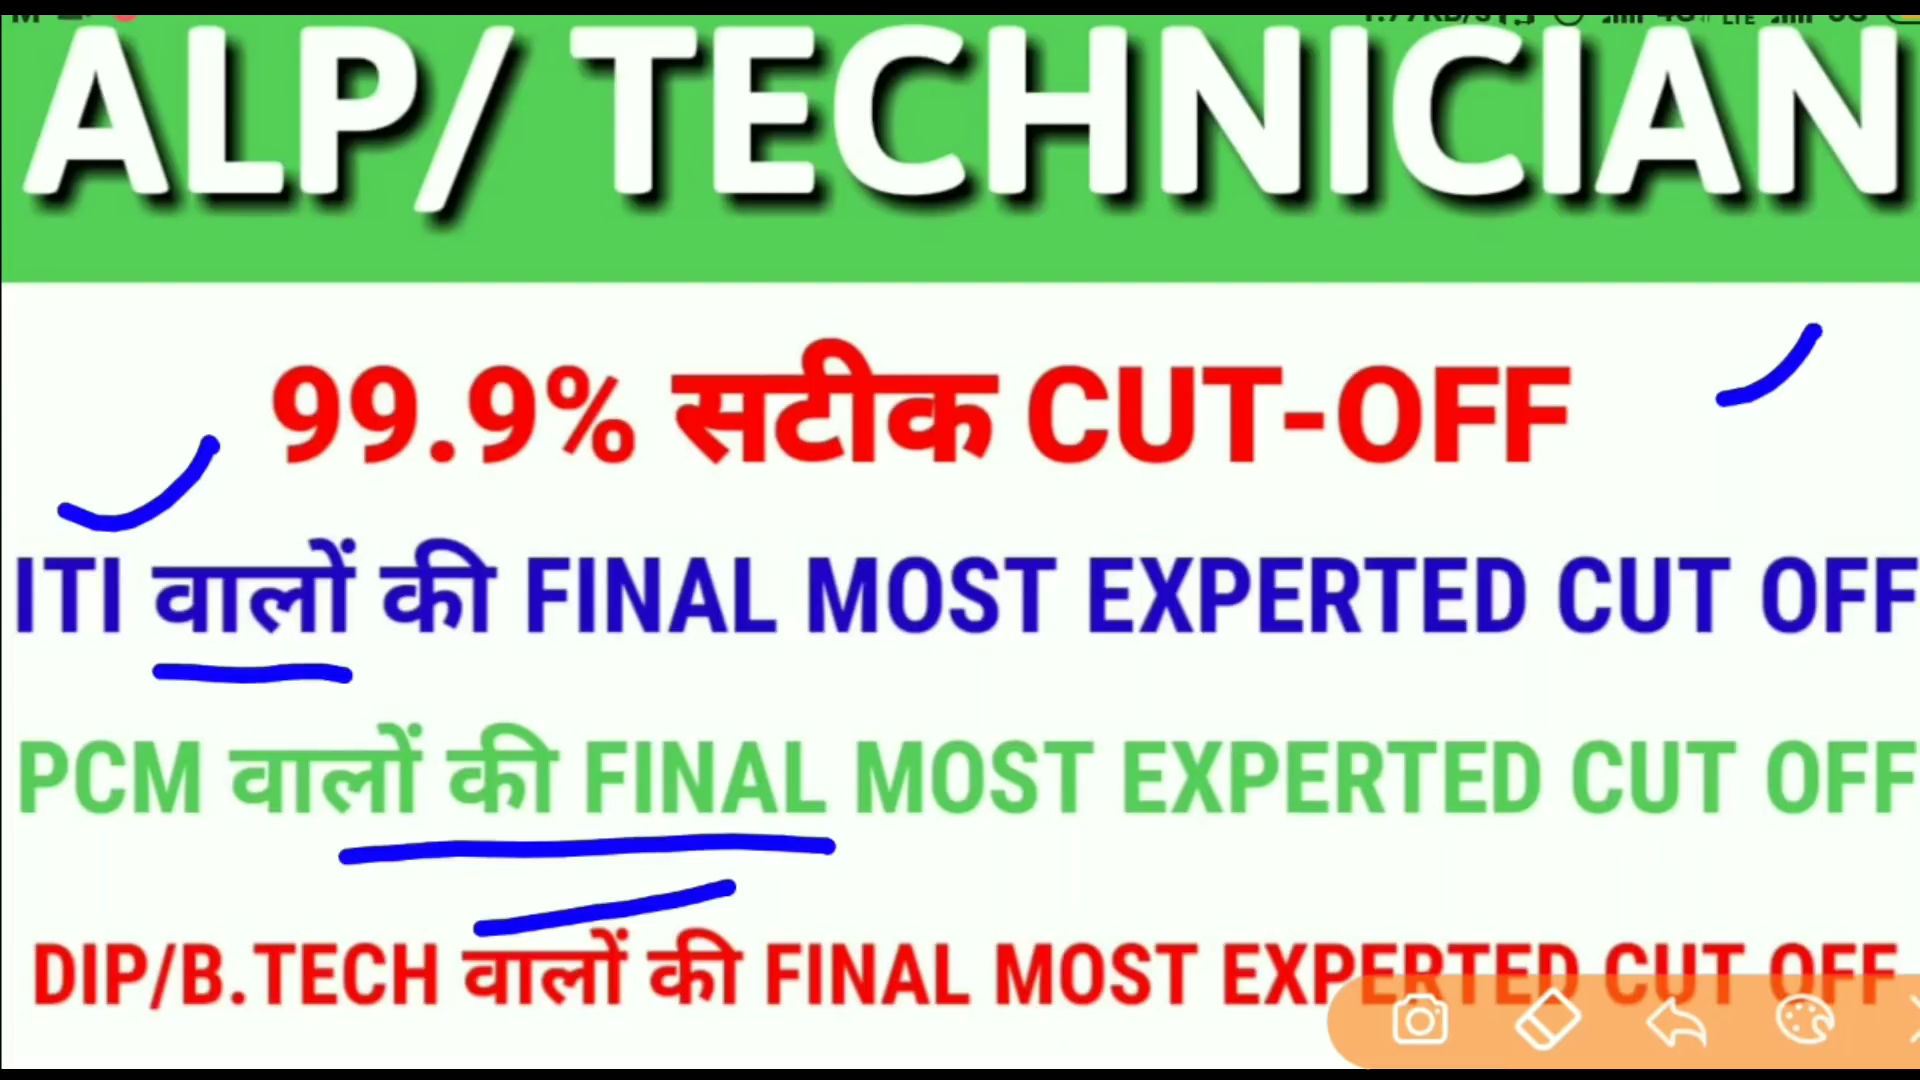 ALP/ TECHNICIAN
99.9% सटीक CUT-OFF
ITI वालों की FINAL MOST EXPERTED CUT OFF
PCM वालों की FINAL MOST EXPERTED CUT OFF
DIP/B.TECH वालों की FINAL MOST EXPERTED CUT OFF